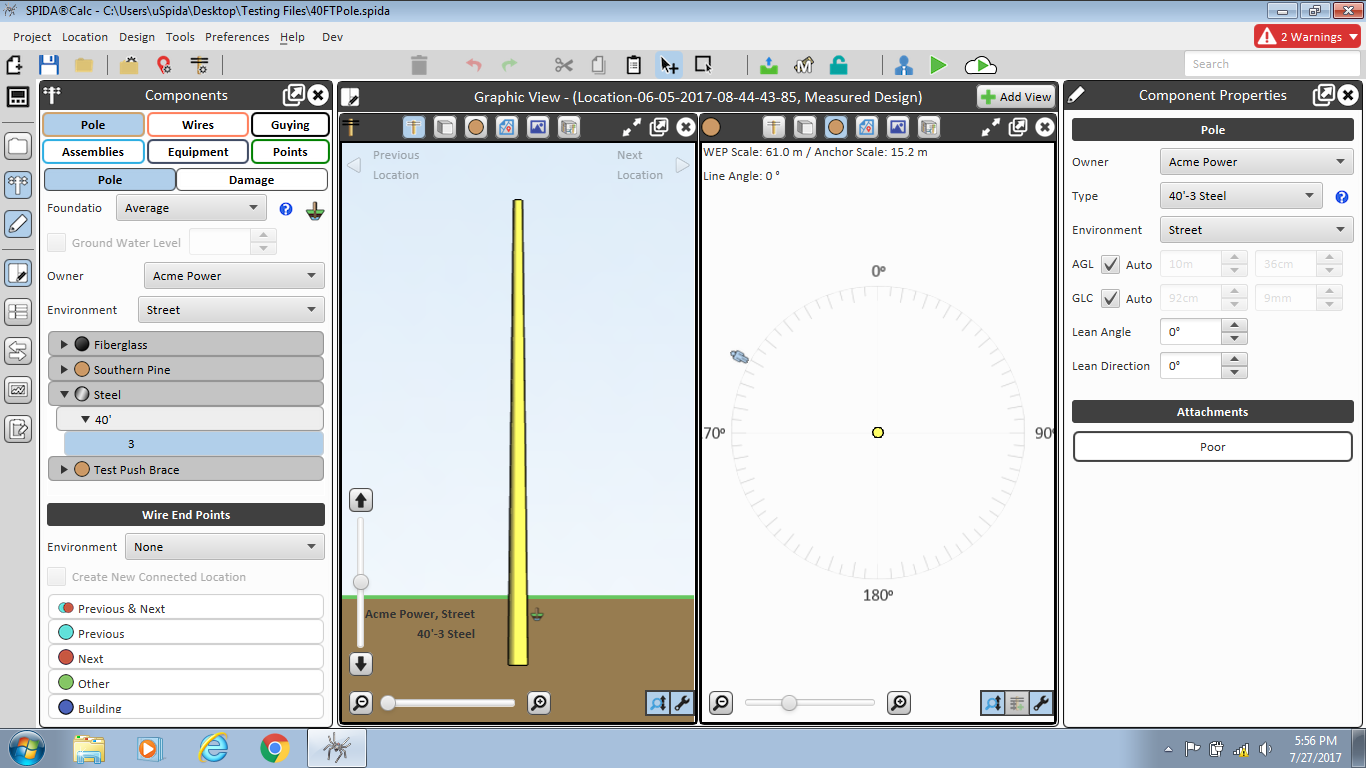 SPIDA®Calc - C:\Users\uSpida\Desktop\Testing Files\40FTPole.spida
Project Location Design Tools Preferences Help Dev
2 Warnings
Search
Components
Pole Wires Guying
Assemblies Equipment Points
Pole Damage
Foundatio Average
Ground Water Level
Owner Acme Power
Environment Street
Fiberglass
Southern Pine
Steel
40'
3
Test Push Brace
Wire End Points
Environment None
Create New Connected Location
Previous & Next
Previous
Next
Other
Building
Graphic View - (Location-06-05-2017-08-44-43-85, Measured Design)
Add View
Previous
Location
Next
Location
Acme Power, Street
40'-3 Steel
WEP Scale: 61.0 m / Anchor Scale: 15.2 m
Line Angle: 0 °
0º
70º
90º
180º
Component Properties
Pole
Owner Acme Power
Type 40'-3 Steel
Environment Street
AGL Auto 10m 36cm
GLC Auto 92cm 9mm
Lean Angle 0°
Lean Direction 0°
Attachments
Poor
5:56 PM
7/27/2017